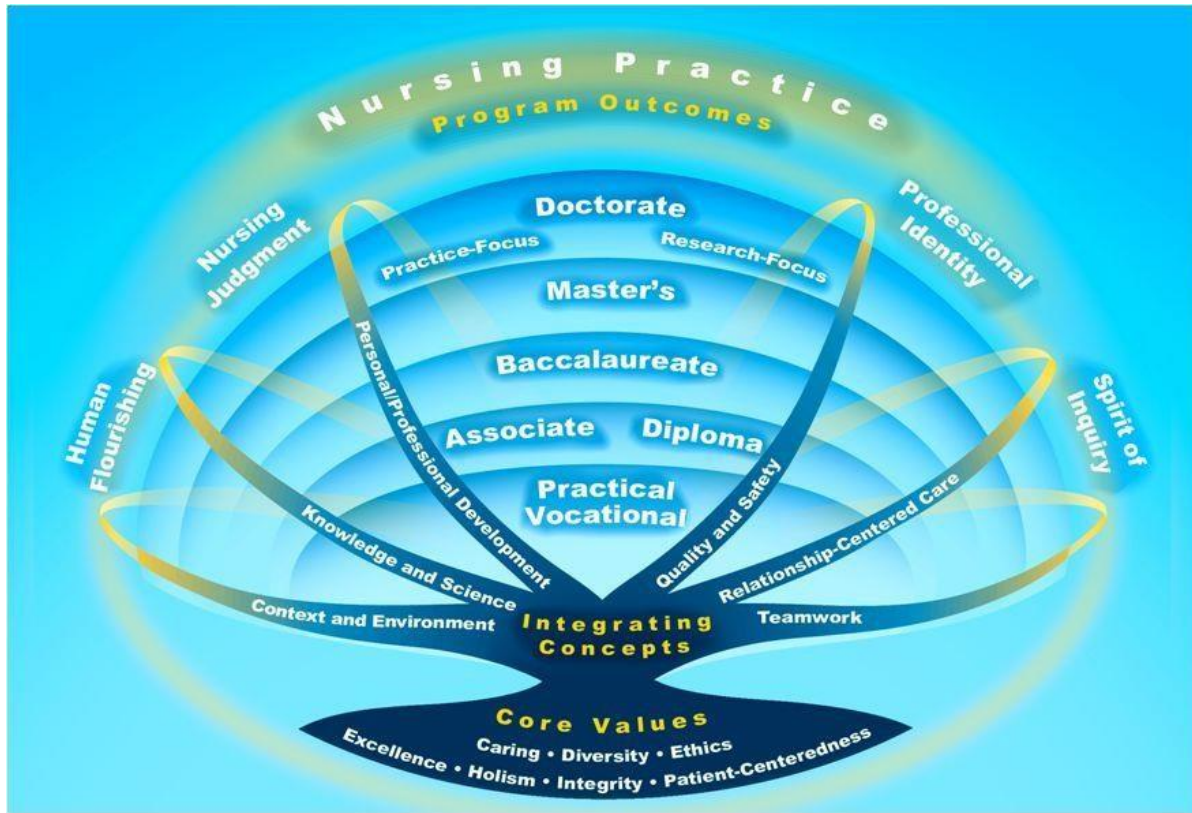 Nursing Practice
Program Outcomes
Nursing
Judgment
Professional
Identity
Human
Flourishing
Spirit of
Inquiry
Doctorate
Practice-Focus
Research-Focus
Master's
Baccalaureate
Associate
Diploma
Practical
Vocational
Personal/Professional Development
Quality and Safety
Knowledge and Science
Relationship-Centered Care
Context and Environment
Teamwork
Integrating
Concepts
Core Values
Caring • Diversity • Ethics
Excellence • Holism • Integrity • Patient-Centeredness